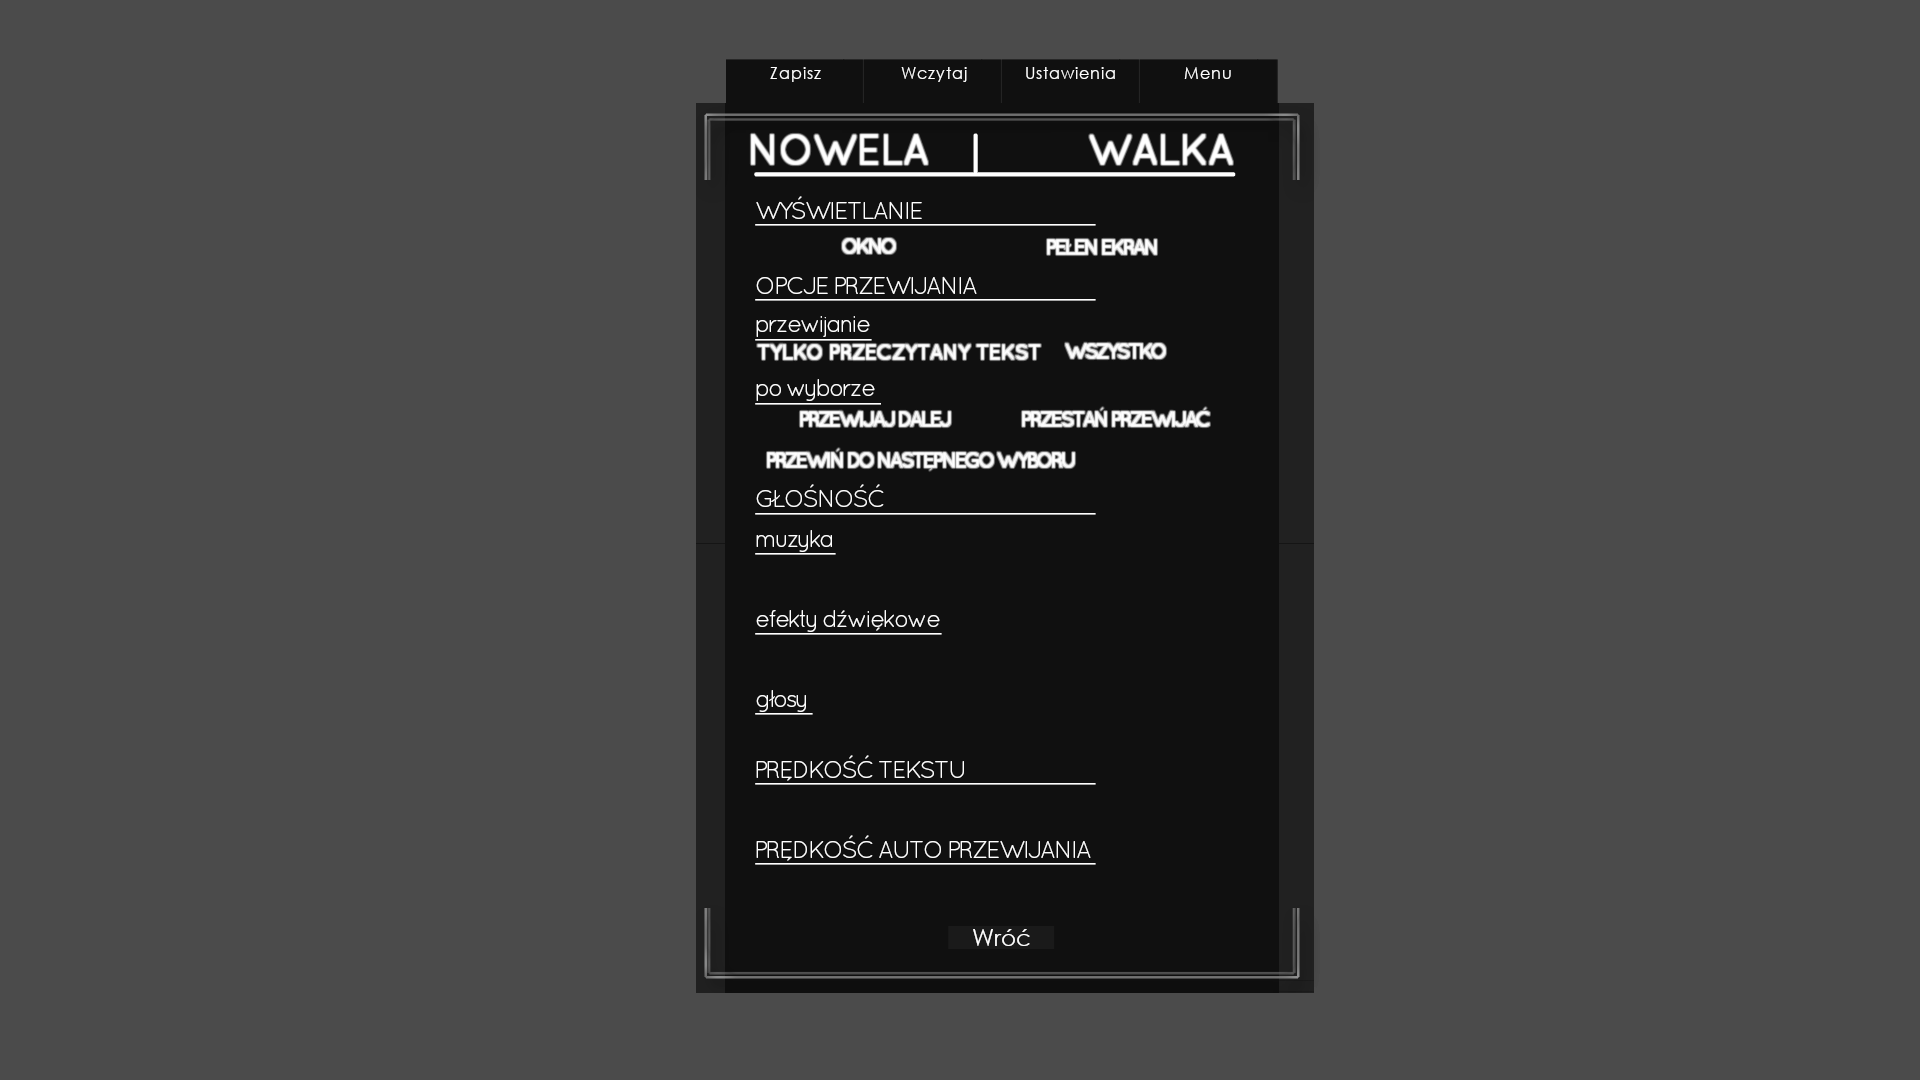 Zapisz Wczytaj Ustawienia Menu
NOWELA | WALKA
WYŚWIETLANIE
OKNO PEŁEN EKRAN
OPCJE PRZEWIJANIA
przewijanie
TYLKO PRZECZYTANY TEKST WSZYSTKO
po wyborze
PRZEWIJAJ DALEJ PRZESTAŃ PRZEWIJAĆ
PRZEWIŃ DO NASTĘPNEGO WYBORU
GŁOŚNOŚĆ
muzyka
efekty dźwiękowe
głosy
PRĘDKOŚĆ TEKSTU
PRĘDKOŚĆ AUTO PRZEWIJANIA
Wróć